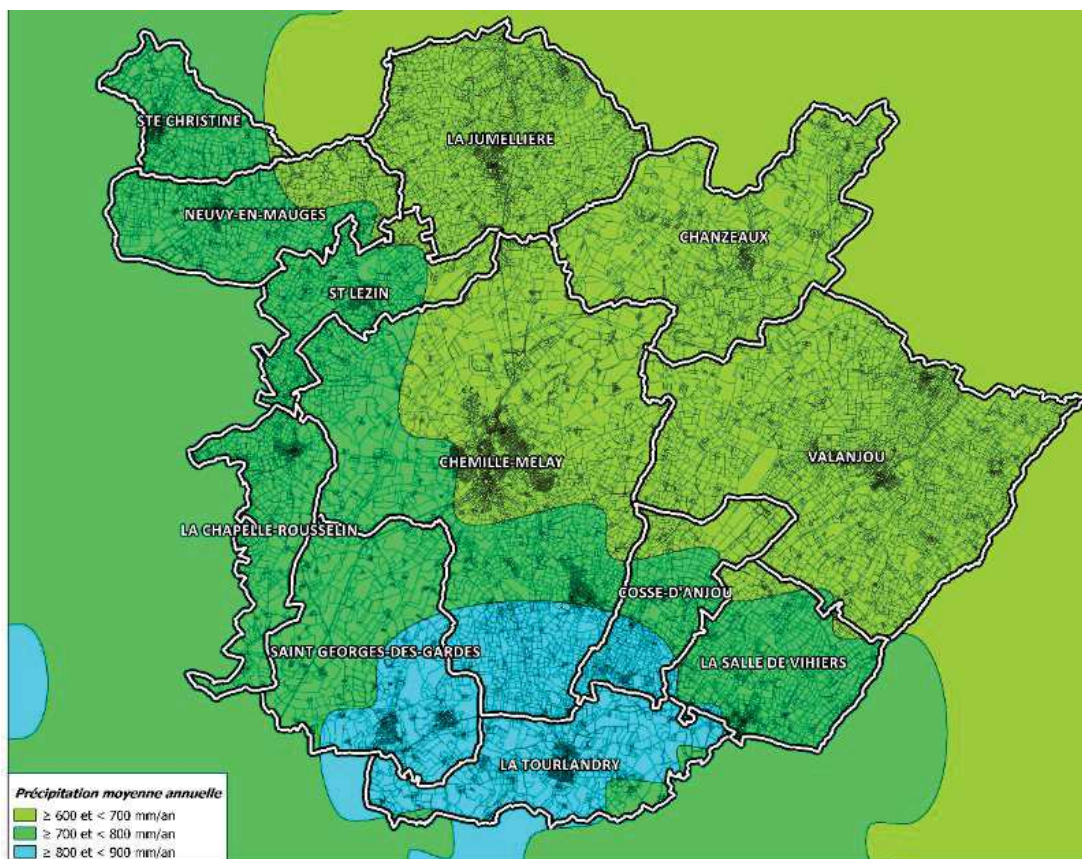 STE CHRISTINE
LA JUMELLIERE
NEUVY-EN-MAUGES
CHANZEAUX
ST LEZIN
CHEMILLE-MELAY
VALANJOU
LA CHAPELLE-ROUSSELIN
COSSE-D'ANJOU
SAINT GEORGES-DES-GARDES
LA SALLE DE VIHIERS
LA TOURLANDRY
Précipitation moyenne annuelle
≥ 600 et < 700 mm/an
≥ 700 et < 800 mm/an
≥ 800 et < 900 mm/an